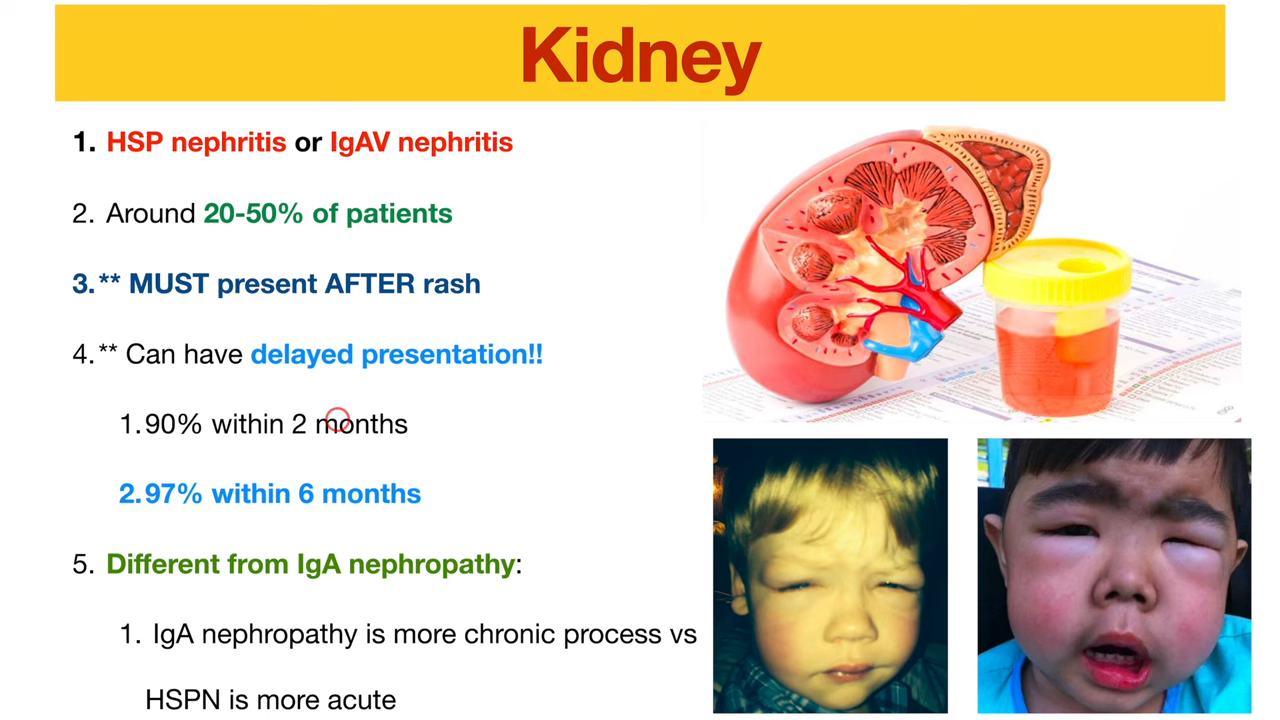 Kidney
1. HSP nephritis or IgAV nephritis
2. Around 20-50% of patients
3. ** MUST present AFTER rash
4. ** Can have delayed presentation!!
1. 90% within 2 months
2. 97% within 6 months
5. Different from IgA nephropathy:
1. IgA nephropathy is more chronic process vs
HSPN is more acute